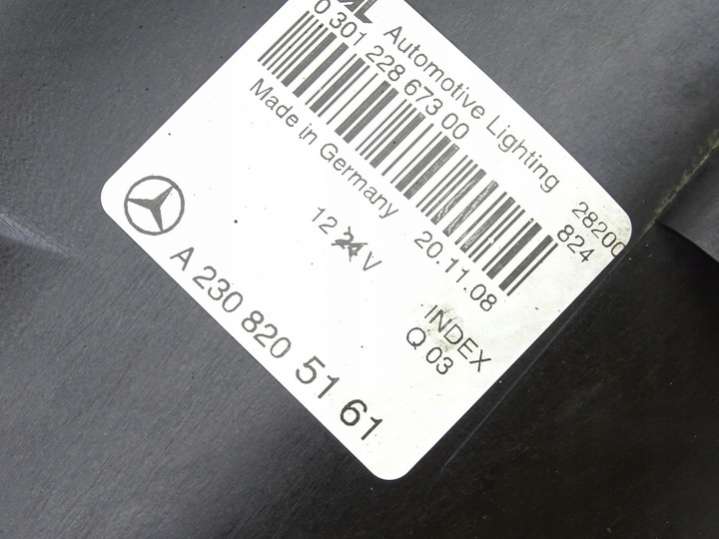 AL Automotive Lighting
0 301 228 673 00
28200
824
Made in Germany 20.11.08
12 24 V
INDEX
Q 03
A 230 820 51 61